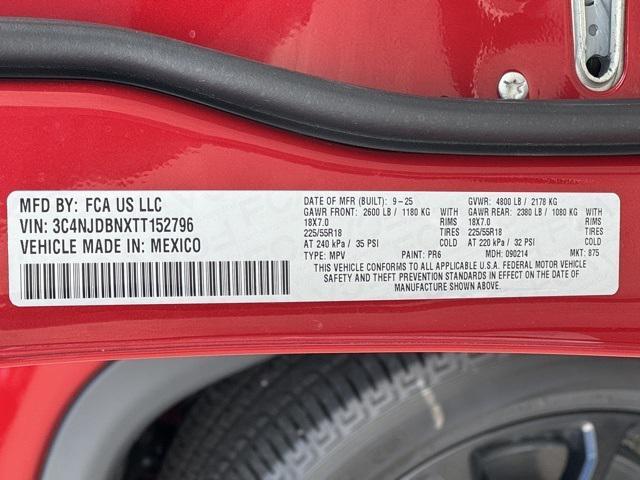 MFD BY: FCA US LLC
VIN: 3C4NJDBNXTT152796
VEHICLE MADE IN: MEXICO
DATE OF MFR (BUILT): 9-25 GVWR: 4800 LB / 2178 KG
GAWR FRONT: 2600 LB / 1180 KG WITH GAWR REAR: 2380 LB / 1080 KG WITH
18X7.0 RIMS 18X7.0 RIMS
225/55R18 TIRES 225/55R18 TIRES
AT 240 kPa / 35 PSI COLD AT 220 kPa / 32 PSI COLD
TYPE: MPV PAINT: PR6 MDH: 090214 MKT: 875
THIS VEHICLE CONFORMS TO ALL APPLICABLE U.S.A. FEDERAL MOTOR VEHICLE
SAFETY AND THEFT PREVENTION STANDARDS IN EFFECT ON THE DATE OF
MANUFACTURE SHOWN ABOVE.